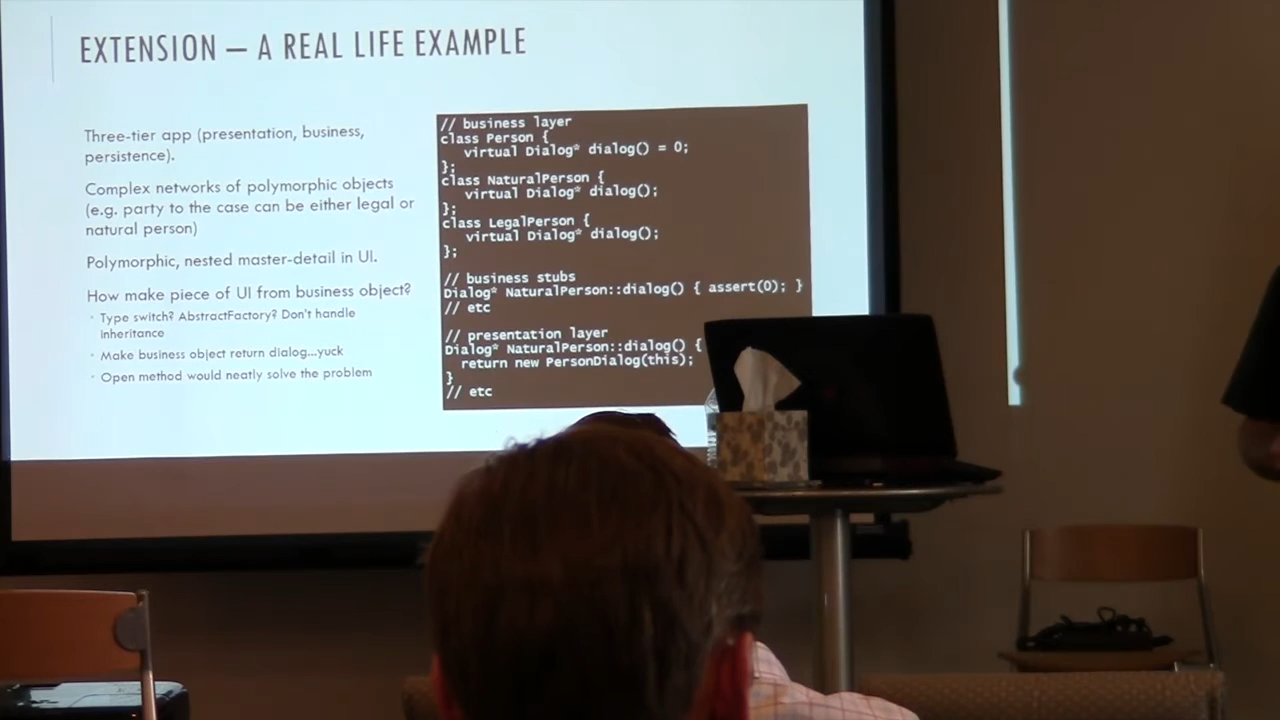 EXTENSION – A REAL LIFE EXAMPLE
Three-tier app (presentation, business,
persistence).
Complex networks of polymorphic objects
(e.g. party to the case can be either legal or
natural person)
Polymorphic, nested master-detail in UI.
How make piece of UI from business object?
Type switch? AbstractFactory? Don't handle
inheritance
Make business object return dialog...yuck
Open method would neatly solve the problem
// business layer
class Person {
virtual Dialog* dialog() = 0;
};
class NaturalPerson {
virtual Dialog* dialog();
};
class LegalPerson {
virtual Dialog* dialog();
};
// business stubs
Dialog* NaturalPerson::dialog() { assert(0); }
// etc
// presentation layer
Dialog* NaturalPerson::dialog() {
return new PersonDialog(this);
}
// etc